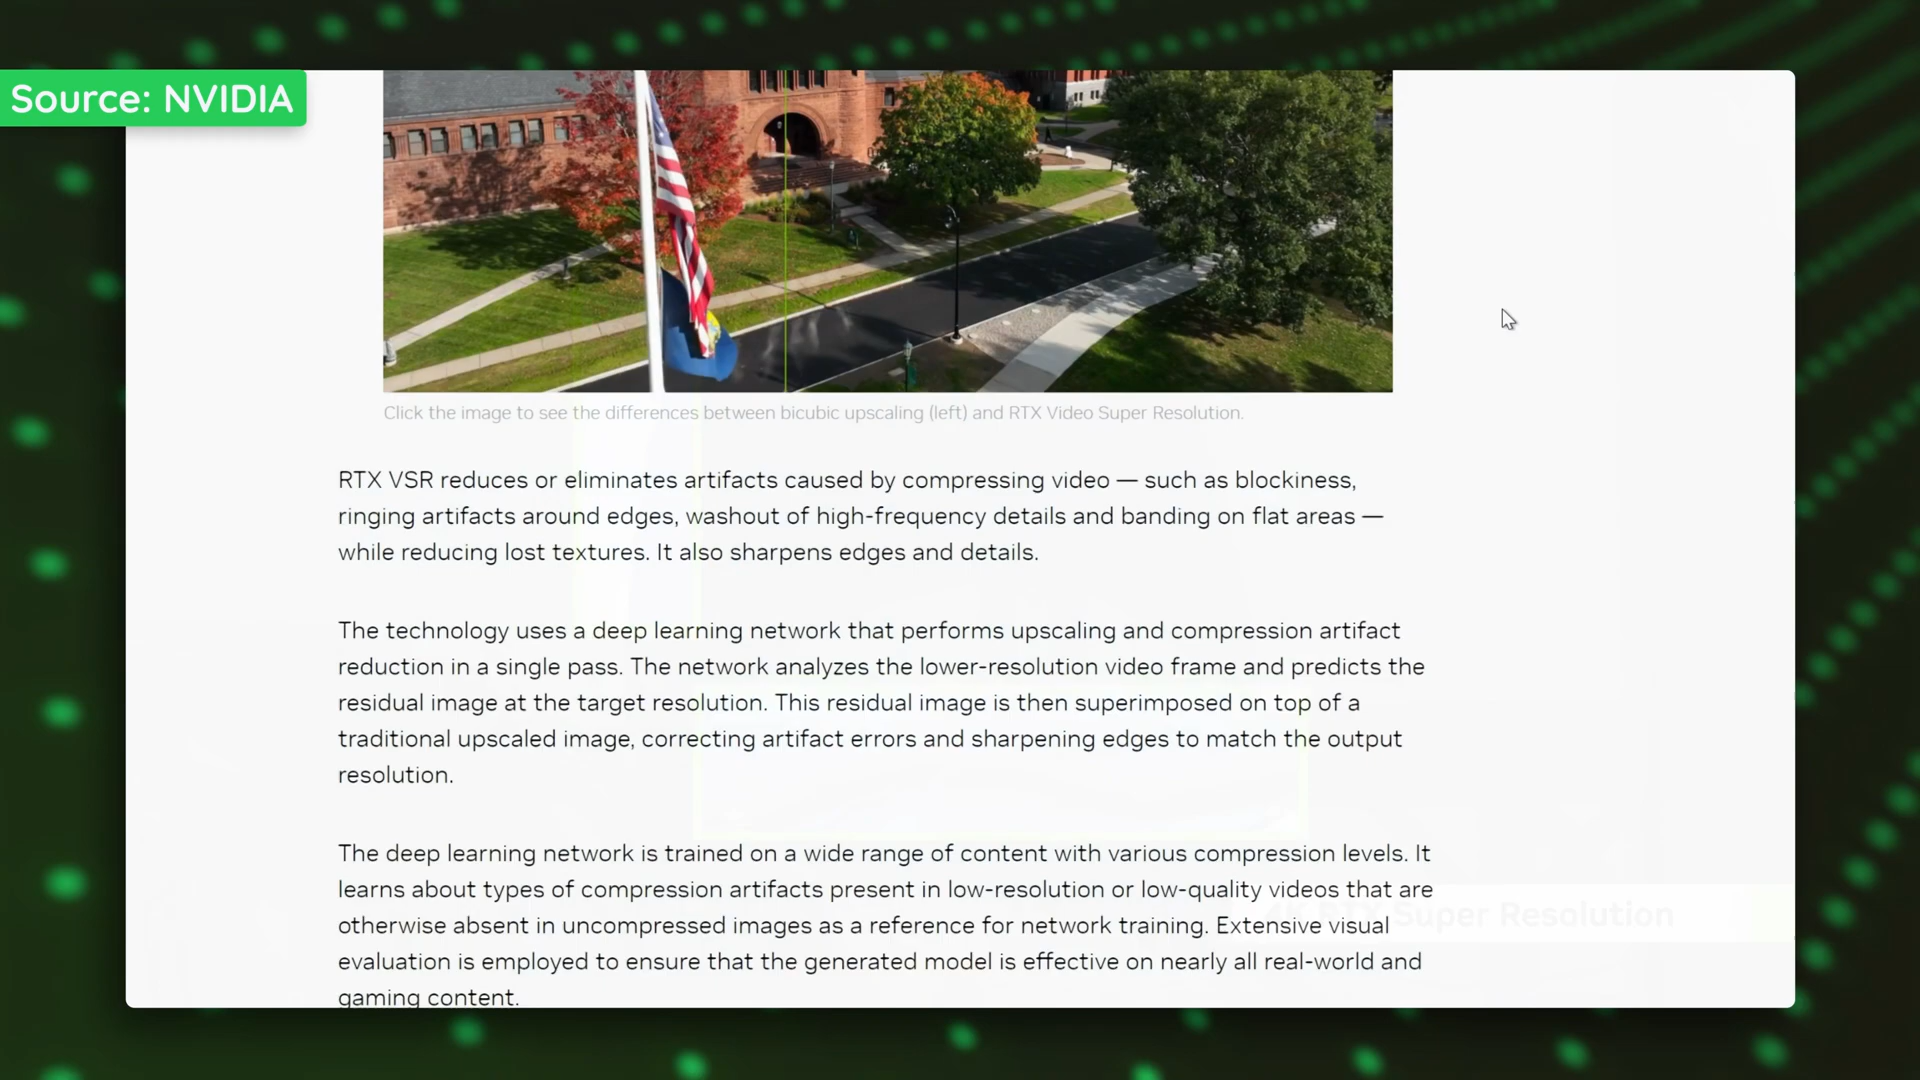 Source: NVIDIA
Click the image to see the differences between bicubic upscaling (left) and RTX Video Super Resolution.
RTX VSR reduces or eliminates artifacts caused by compressing video — such as blockiness,
ringing artifacts around edges, washout of high-frequency details and banding on flat areas —
while reducing lost textures. It also sharpens edges and details.
The technology uses a deep learning network that performs upscaling and compression artifact
reduction in a single pass. The network analyzes the lower-resolution video frame and predicts the
residual image at the target resolution. This residual image is then superimposed on top of a
traditional upscaled image, correcting artifact errors and sharpening edges to match the output
resolution.
The deep learning network is trained on a wide range of content with various compression levels. It
learns about types of compression artifacts present in low-resolution or low-quality videos that are
4K RTX Super Resolution
otherwise absent in uncompressed images as a reference for network training. Extensive visual
evaluation is employed to ensure that the generated model is effective on nearly all real-world and
gaming content.